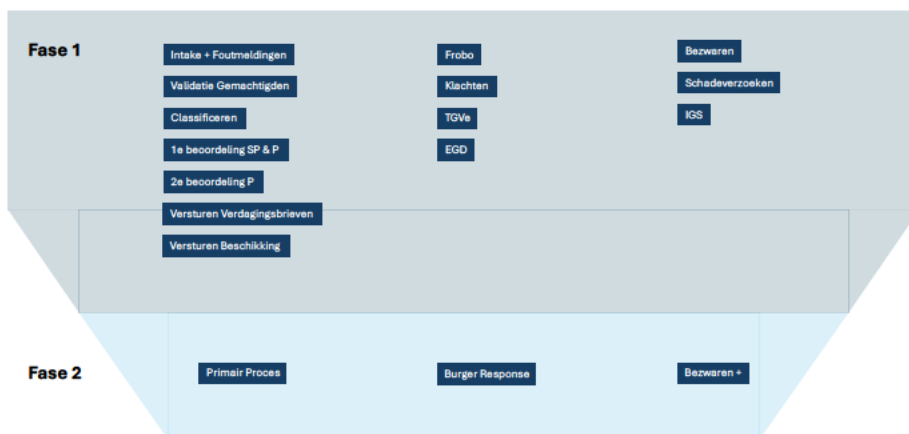 Fase 1
Intake + Foutmeldingen
Validatie Gemachtigden
Classificeren
1e beoordeling SP & P
2e beoordeling P
Versturen Verdagingsbrieven
Versturen Beschikking
Frobo
Klachten
TGVe
EGD
Bezwaren
Schadeverzoeken
IGS
Fase 2
Primair Proces
Burger Response
Bezwaren +